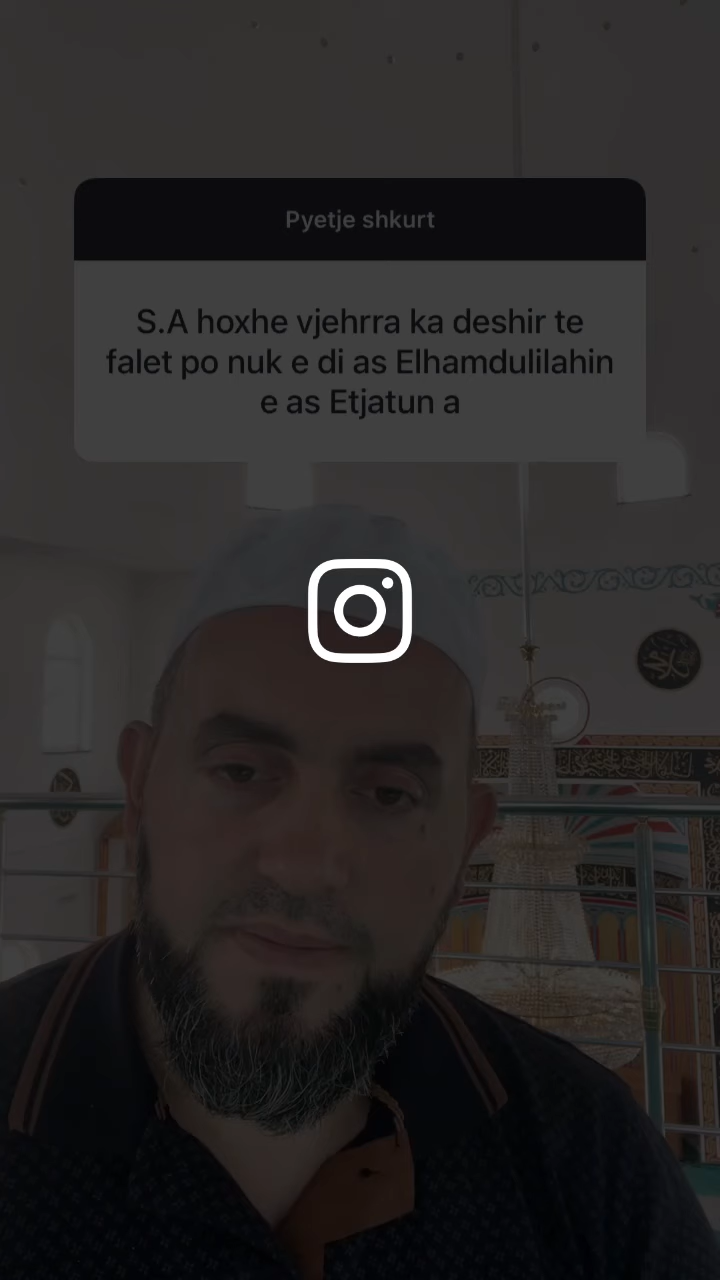 Pyetje shkurt
S.A hoxhe vjehrra ka deshir te
falet po nuk e di as Elhamdulilahin
e as Etjatun a